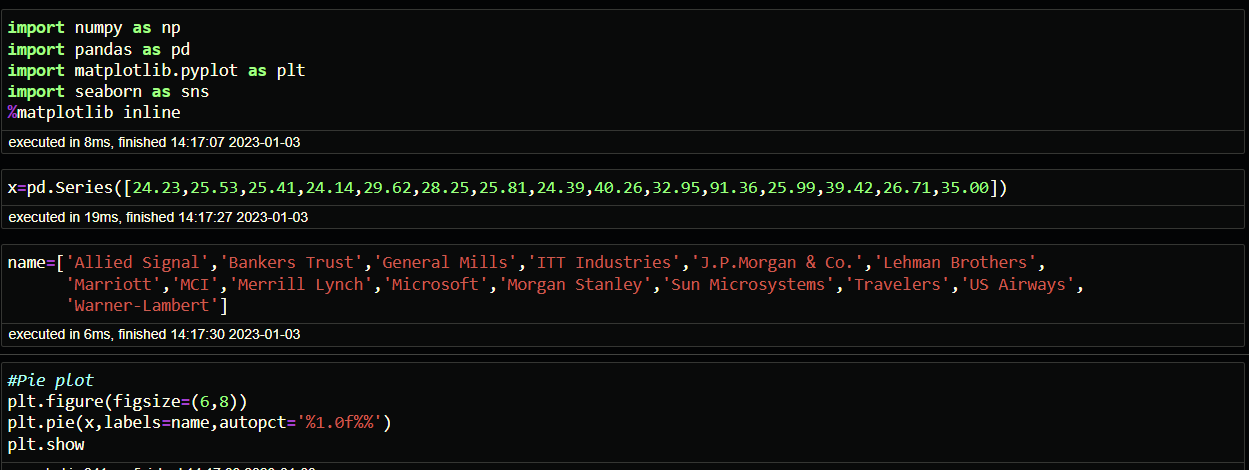 import numpy as np
import pandas as pd
import matplotlib.pyplot as plt
import seaborn as sns
%matplotlib inline
executed in 8ms, finished 14:17:07 2023-01-03
x=pd.Series([24.23,25.53,25.41,24.14,29.62,28.25,25.81,24.39,40.26,32.95,91.36,25.99,39.42,26.71,35.00])
executed in 19ms, finished 14:17:27 2023-01-03
name=['Allied Signal','Bankers Trust','General Mills','ITT Industries','J.P.Morgan & Co.','Lehman Brothers',
'Marriott','MCI','Merrill Lynch','Microsoft','Morgan Stanley','Sun Microsystems','Travelers','US Airways',
'Warner-Lambert']
executed in 6ms, finished 14:17:30 2023-01-03
#Pie plot
plt.figure(figsize=(6,8))
plt.pie(x,labels=name,autopct='%1.0f%%')
plt.show